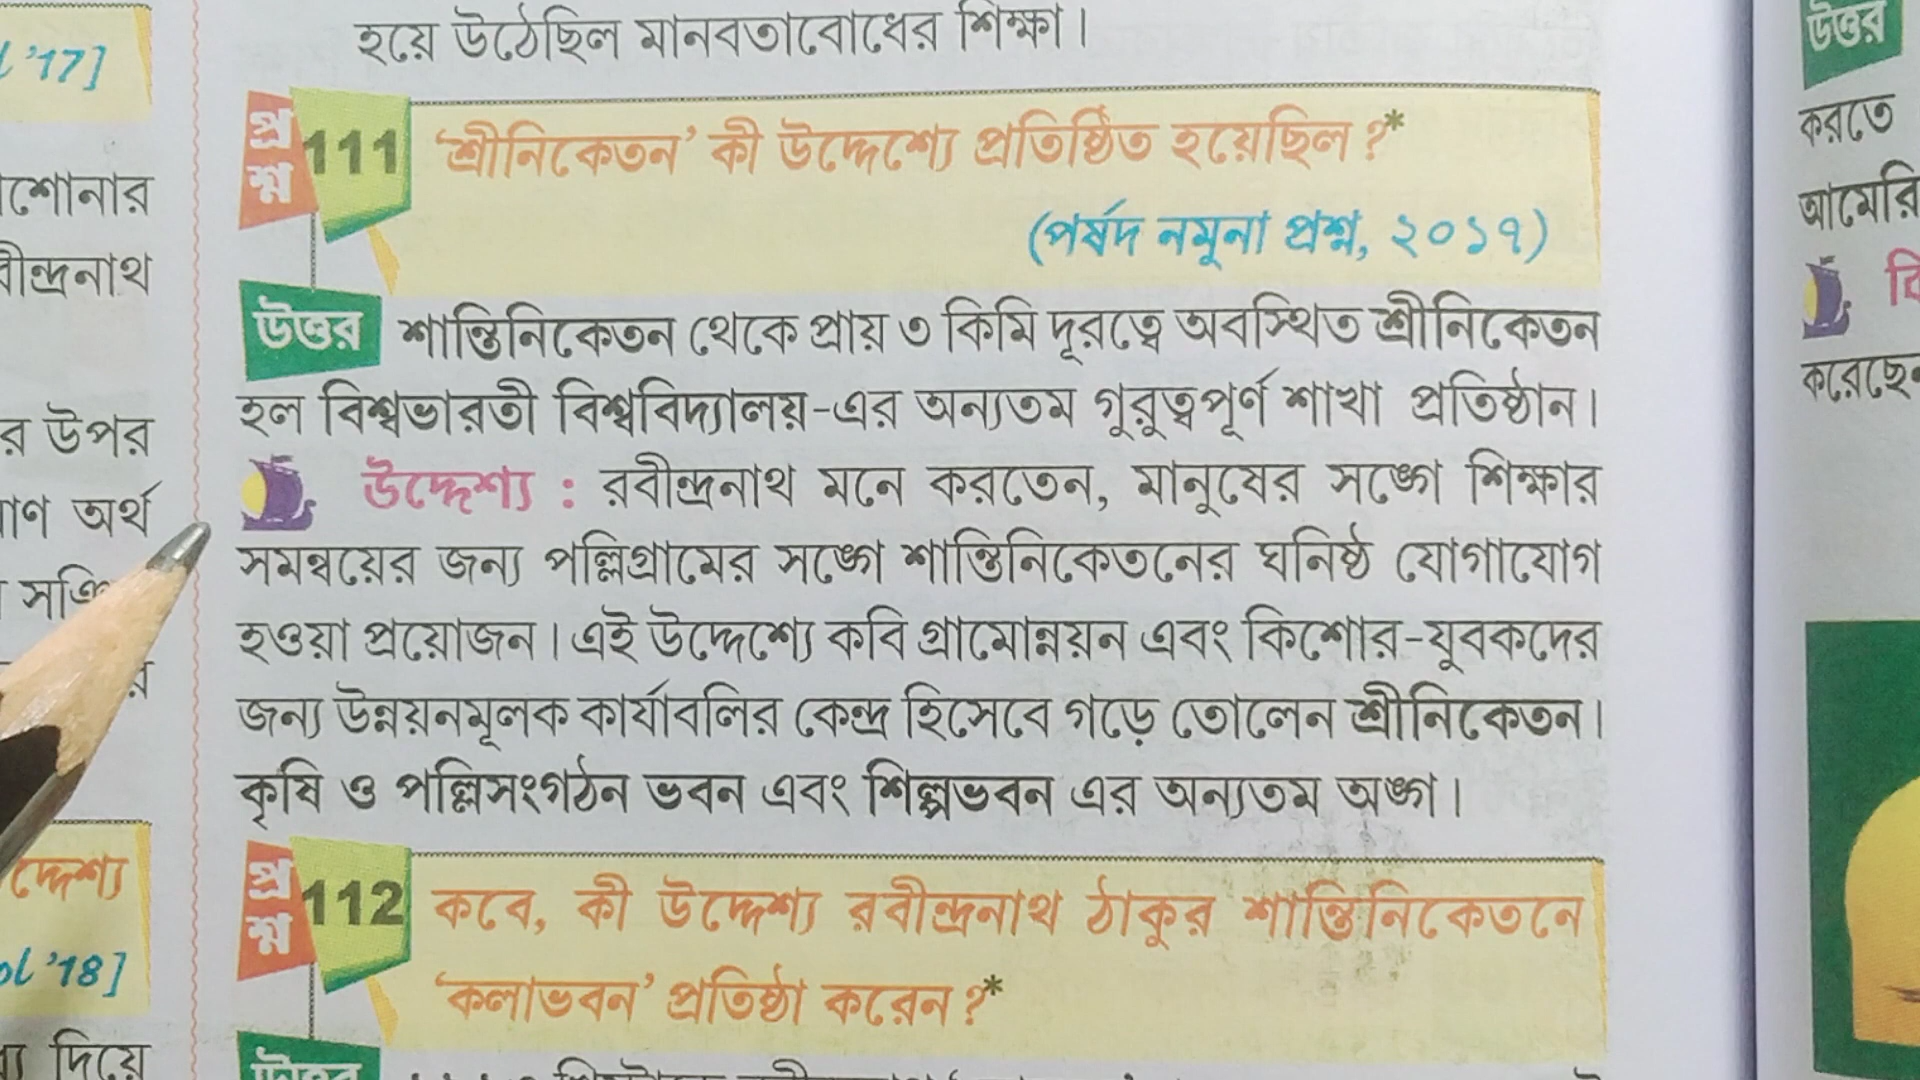 হয়ে উঠেছিল মানবতাবোধের শিক্ষা।
প্রশ্ন 111 ‘শ্রীনিকেতন’ কী উদ্দেশ্যে প্রতিষ্ঠিত হয়েছিল ?*
(পর্ষদ নমুনা প্রশ্ন, ২০১৭)
উত্তর শান্তিনিকেতন থেকে প্রায় ৩ কিমি দূরত্বে অবস্থিত শ্রীনিকেতন
হল বিশ্বভারতী বিশ্ববিদ্যালয়-এর অন্যতম গুরুত্বপূর্ণ শাখা প্রতিষ্ঠান।
উদ্দেশ্য : রবীন্দ্রনাথ মনে করতেন, মানুষের সঙ্গে শিক্ষার
সমন্বয়ের জন্য পল্লিগ্রামের সঙ্গে শান্তিনিকেতনের ঘনিষ্ঠ যোগাযোগ
হওয়া প্রয়োজন। এই উদ্দেশ্যে কবি গ্রামোন্নয়ন এবং কিশোর-যুবকদের
জন্য উন্নয়নমূলক কার্যাবলির কেন্দ্র হিসেবে গড়ে তোলেন শ্রীনিকেতন।
কৃষি ও পল্লিসংগঠন ভবন এবং শিল্পভবন এর অন্যতম অঙ্গ।
প্রশ্ন 112 কবে, কী উদ্দেশ্য রবীন্দ্রনাথ ঠাকুর শান্তিনিকেতনে
‘কলাভবন’ প্রতিষ্ঠা করেন ?*
উত্তর
'17]
র উপর
অর্থ
'18]
দিয়ে
উত্তর
করতে